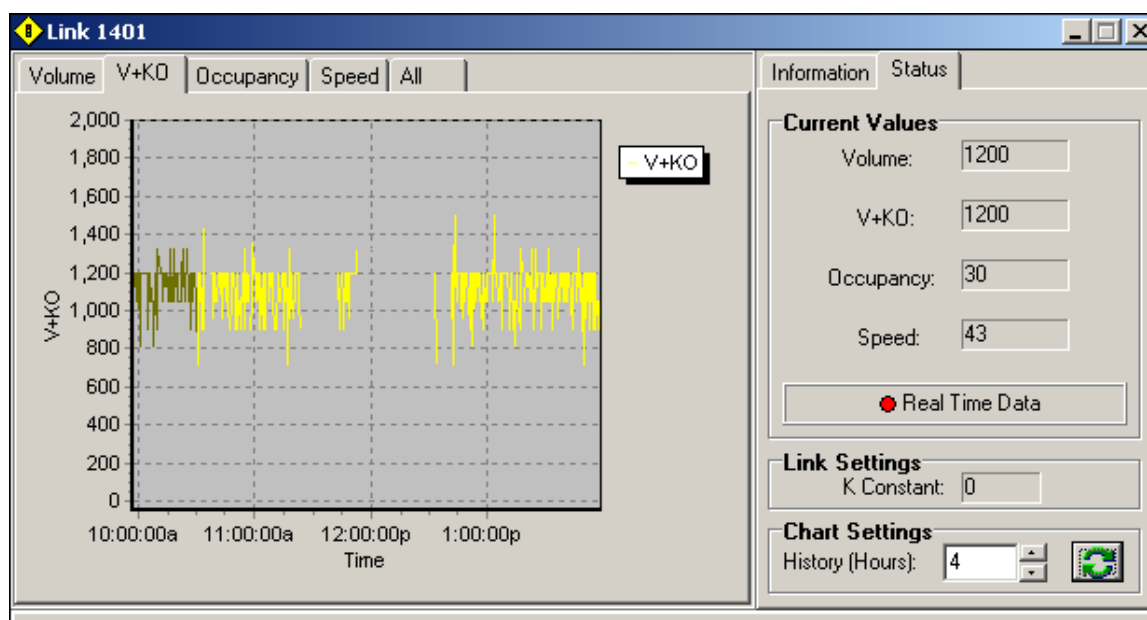 Link 1401
Volume V+KO Occupancy Speed All
2,000
1,800
1,600
1,400
1,200
1,000
800
600
400
200
0
V+KO
10:00:00a 11:00:00a 12:00:00p 1:00:00p
Time
V+KO
Information Status
Current Values
Volume: 1200
V+KO: 1200
Occupancy: 30
Speed: 43
Real Time Data
Link Settings
K Constant: 0
Chart Settings
History (Hours): 4